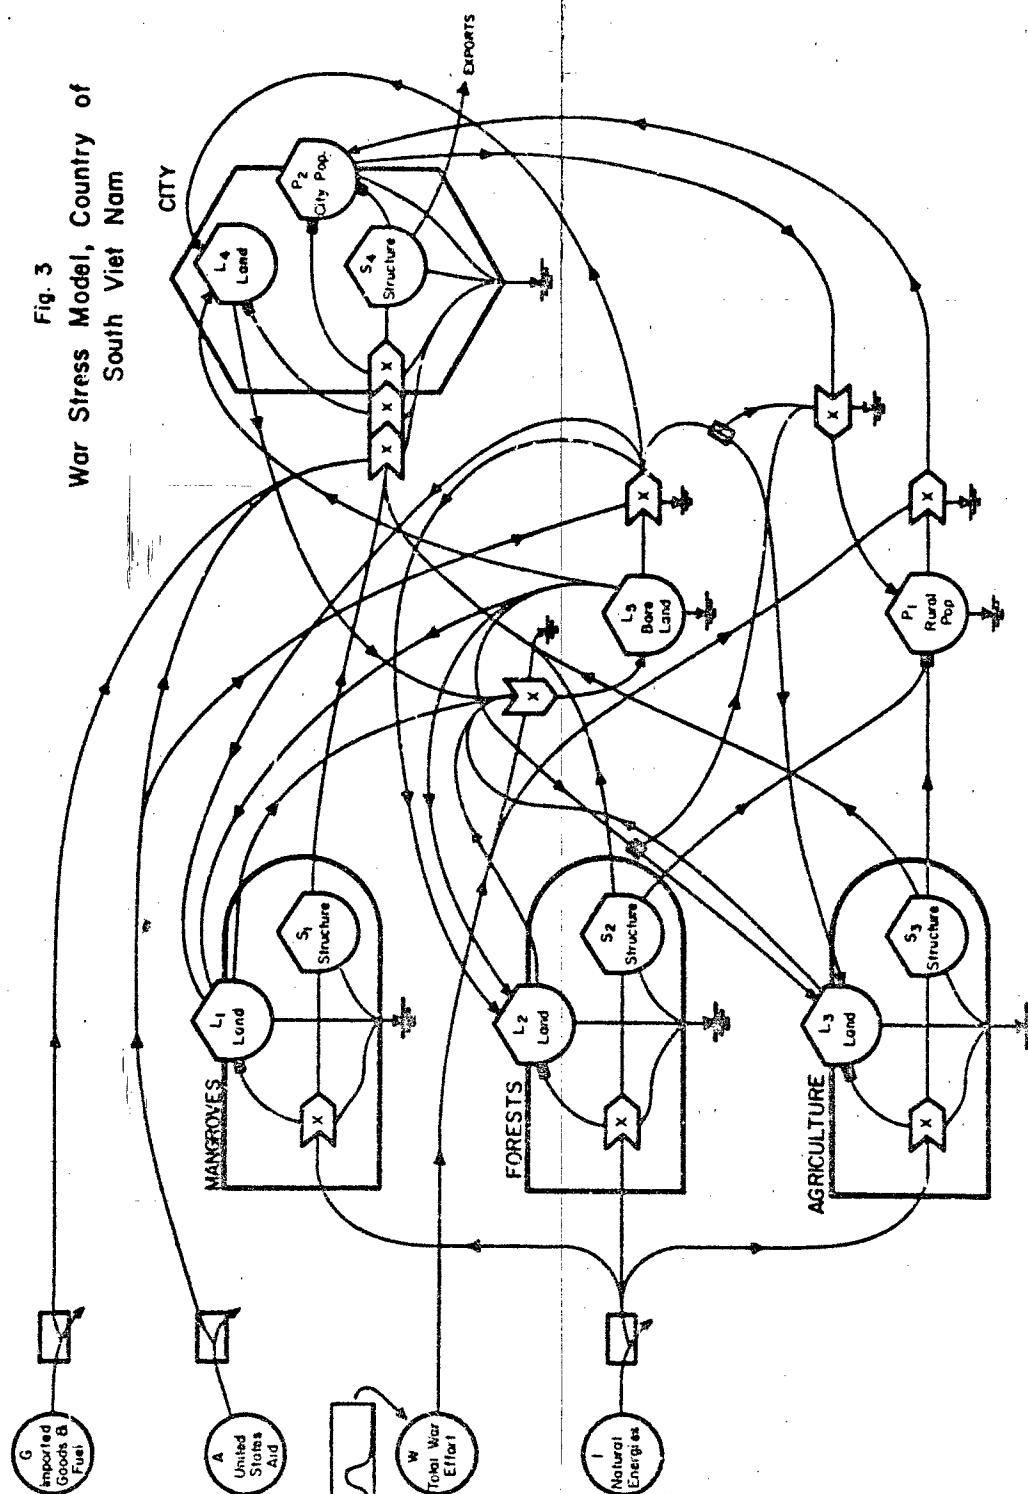 Fig. 3
War Stress Model, Country of
South Viet Nam
G
Imported
Goods &
Fuel
A
United
States
Aid
W
Total War
Effort
I
Natural
Energies
MANGROVES
L1
Land
S1
Structure
X
FORESTS
L2
Land
S2
Structure
X
AGRICULTURE
L3
Land
S3
Structure
X
X
L5
Bare
Land
X
P1
Rural
Pop
X
X
CITY
L4
Land
P2
City Pop.
S4
Structure
X
X
X
EXPORTS